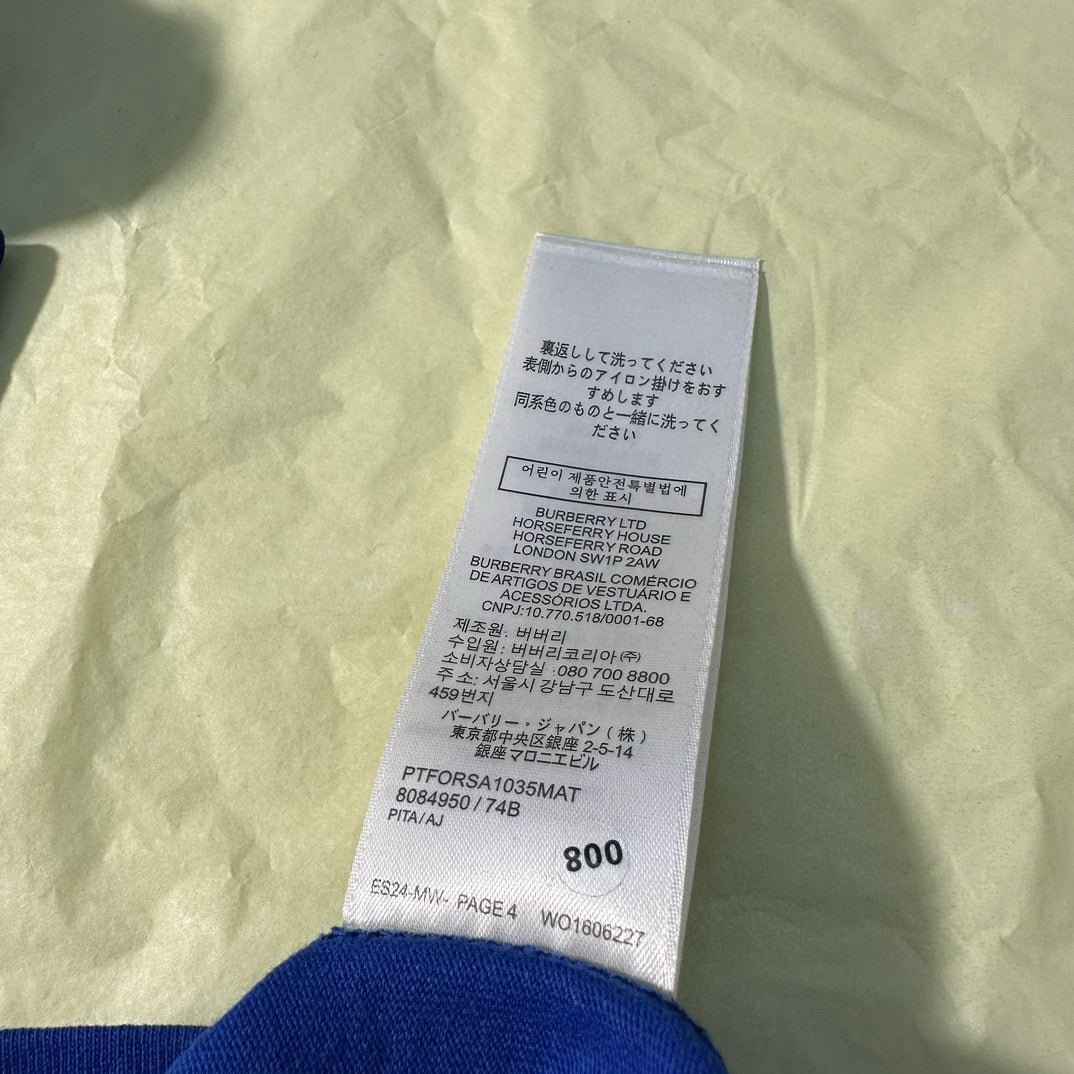 裏返しして洗ってください
表側からのアイロン掛けをおす
すめします
同系色のものと一緒に洗ってく
ださい
어린이 제품안전특별법에
의한 표시
BURBERRY LTD
HORSEFERRY HOUSE
HORSEFERRY ROAD
LONDON SW1P 2AW
BURBERRY BRASIL COMÉRCIO
DE ARTIGOS DE VESTUÁRIO E
ACESSÓRIOS LTDA.
CNPJ:10.770.518/0001-68
제조원: 버버리
수입원: 버버리코리아 (주)
소비자상담실 :080 700 8800
주 소: 서울시 강남구 도산대로
459번지
バーバリー・ジャパン ( 株 )
東京都中央区銀座 2-5-14
銀座マロニエビル
PTFORSA1035MAT
8084950 / 74B
PITA/AJ
800
ES24-MW- PAGE 4 WO1606227